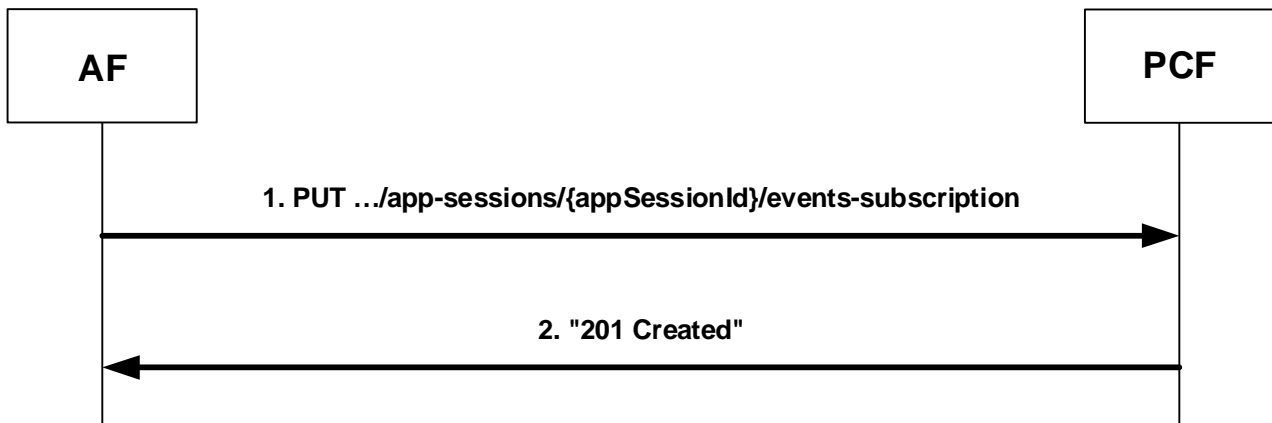 AF
PCF
1. PUT …/app-sessions/{appSessionId}/events-subscription
2. "201 Created"